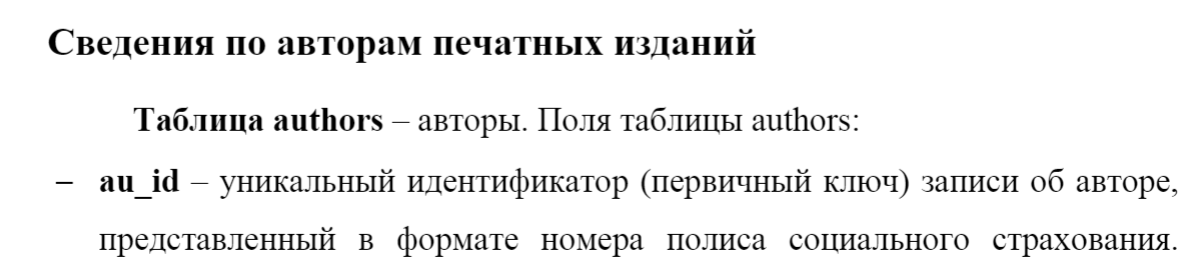 Сведения по авторам печатных изданий
Таблица authors – авторы. Поля таблицы authors:
– au_id – уникальный идентификатор (первичный ключ) записи об авторе,
представленный в формате номера полиса социального страхования.